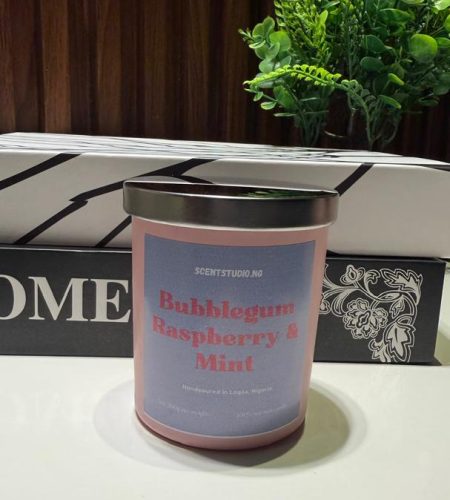 OME
SCENTSTUDIO.NG
Bubblegum
Raspberry &
Mint
Handpoured in Lagos, Nigeria.